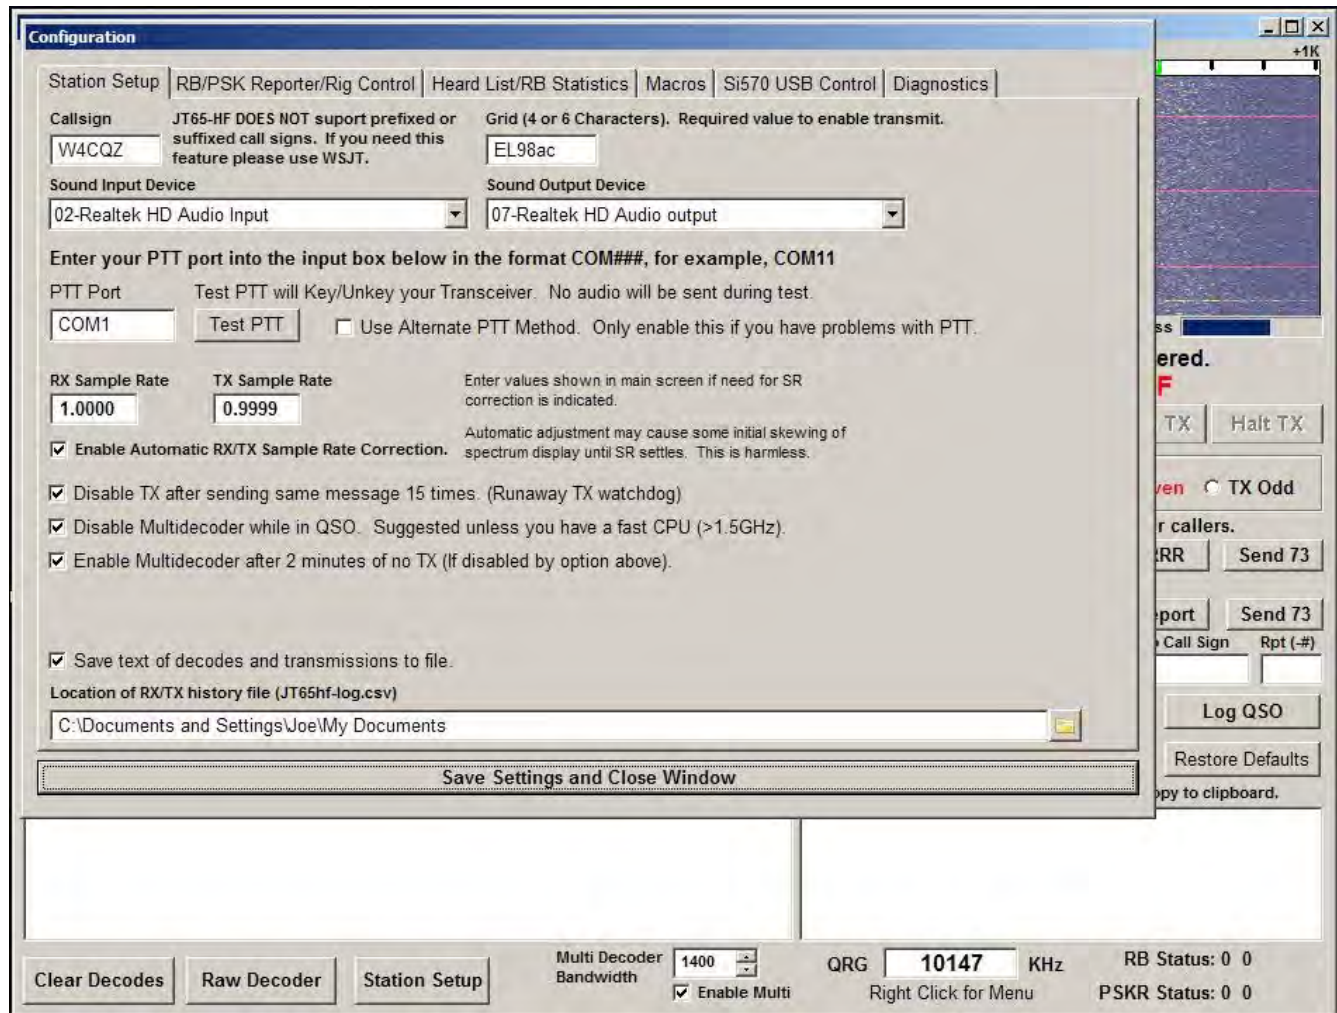 Configuration
+1K
Station Setup
RB/PSK Reporter/Rig Control
Heard List/RB Statistics
Macros
Si570 USB Control
Diagnostics
Callsign
JT65-HF DOES NOT suport prefixed or
suffixed call signs. If you need this
feature please use WSJT.
Grid (4 or 6 Characters). Required value to enable transmit.
W4CQZ
EL98ac
Sound Input Device
Sound Output Device
02-Realtek HD Audio Input
07-Realtek HD Audio output
Enter your PTT port into the input box below in the format COM###, for example, COM11
PTT Port
Test PTT will Key/Unkey your Transceiver. No audio will be sent during test.
COM1
Test PTT
Use Alternate PTT Method. Only enable this if you have problems with PTT.
ss
ered.
F
RX Sample Rate
TX Sample Rate
Enter values shown in main screen if need for SR
correction is indicated.
1.0000
0.9999
TX
Halt TX
Automatic adjustment may cause some initial skewing of
spectrum display until SR settles. This is harmless.
Enable Automatic RX/TX Sample Rate Correction.
Disable TX after sending same message 15 times. (Runaway TX watchdog)
ven
TX Odd
Disable Multidecoder while in QSO. Suggested unless you have a fast CPU (>1.5GHz).
r callers.
Enable Multidecoder after 2 minutes of no TX (If disabled by option above).
RR
Send 73
port
Send 73
Call Sign
Rpt (-#)
Save text of decodes and transmissions to file.
Location of RX/TX history file (JT65hf-log.csv)
C:\Documents and Settings\Joe\My Documents
Log QSO
Restore Defaults
Save Settings and Close Window
opy to clipboard.
Clear Decodes
Raw Decoder
Station Setup
Multi Decoder
Bandwidth
1400
Enable Multi
QRG
10147
KHz
Right Click for Menu
RB Status: 0 0
PSKR Status: 0 0